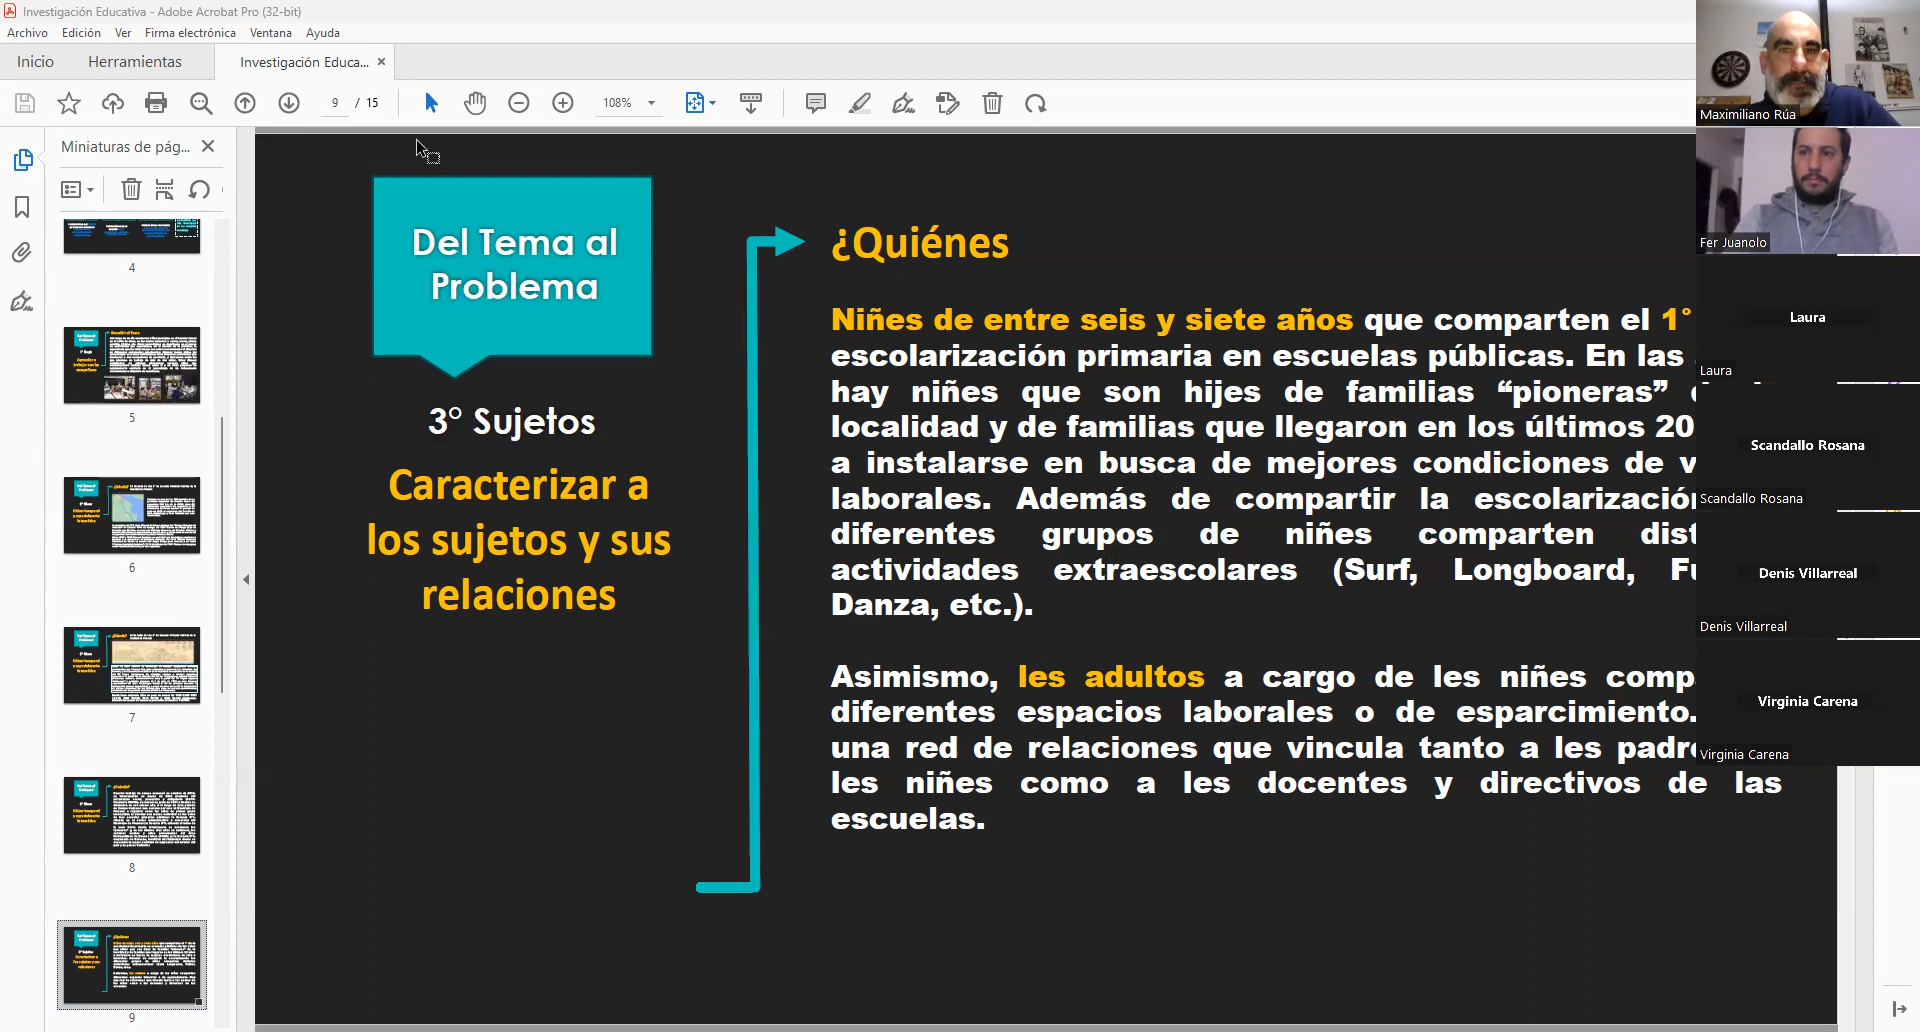 Investigación Educativa - Adobe Acrobat Pro (32-bit)
Archivo Edición Ver Firma electrónica Ventana Ayuda
Inicio Herramientas Investigación Educa... ×
9 / 15 108%
Miniaturas de pág... ×
4
5
6
7
8
9
Del Tema al
Problema
3° Sujetos
Caracterizar a
los sujetos y sus
relaciones
¿Quiénes
Niñes de entre seis y siete años que comparten el 1°
escolarización primaria en escuelas públicas. En las
hay niñes que son hijes de familias “pioneras”
localidad y de familias que llegaron en los últimos 20
a instalarse en busca de mejores condiciones de
laborales. Además de compartir la
diferentes grupos de niñes comparten
actividades extraescolares (Surf, Longboard,
Danza, etc.).
Asimismo, les adultos a cargo de les niñes
diferentes espacios laborales o de esparcimiento.
una red de relaciones que vincula tanto a les
les niñes como a les docentes y directivos de las
escuelas.
Maximiliano Rúa
Fer Juanolo
Laura
Laura
Scandallo Rosana
Scandallo Rosana
Denis Villarreal
Denis Villarreal
Virginia Carena
Virginia Carena